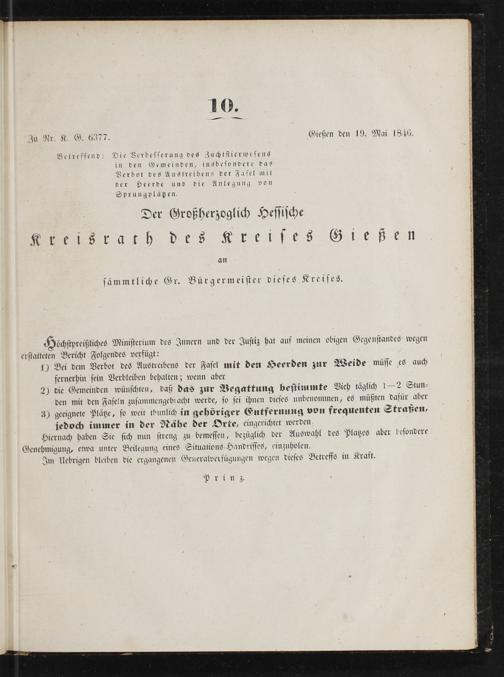 10.
Zu Nr. K. G. 6377.
Gießen den 19. Mai 1846.
Betreffend: Die Verbesserung des Zuchtstierwesens
in den Gemeinden, insbesondere das
Verbot des Austreibens der Fasel mit
der Heerde und die Anlegung von
Sprungplätzen.
Der Großherzoglich Hessische
Kreisrath des Kreises Gießen
an
sämmtliche Gr. Bürgermeister dieses Kreises.
Höchstpreißliches Ministerium des Innern und der Justiz hat auf meinen obigen Gegenstandes wegen
erstatteten Bericht Folgendes verfügt:
1) Bei dem Verbot des Austreibens der Fasel mit den Heerden zur Weide müsse es auch
fernerhin sein Verbleiben behalten; wenn aber
2) die Gemeinden wünschten, daß das zur Begattung bestimmte Vieh täglich 1—2 Stun-
den mit den Faseln zusammengebracht werde, so sei ihnen dieses unbenommen, es müßten dafür aber
3) geeignete Plätze, so weit thunlich in gehöriger Entfernung von frequenten Straßen,
jedoch immer in der Nähe der Orte, eingerichtet werden.
Hiernach haben Sie sich nun streng zu bemessen, bezüglich der Auswahl des Platzes aber besondere
Genehmigung, etwa unter Beilegung eines Situations-Handrisses, einzuholen.
Im Uebrigen bleiben die ergangenen Generalverfügungen wegen dieses Betreffs in Kraft.
Prinz.